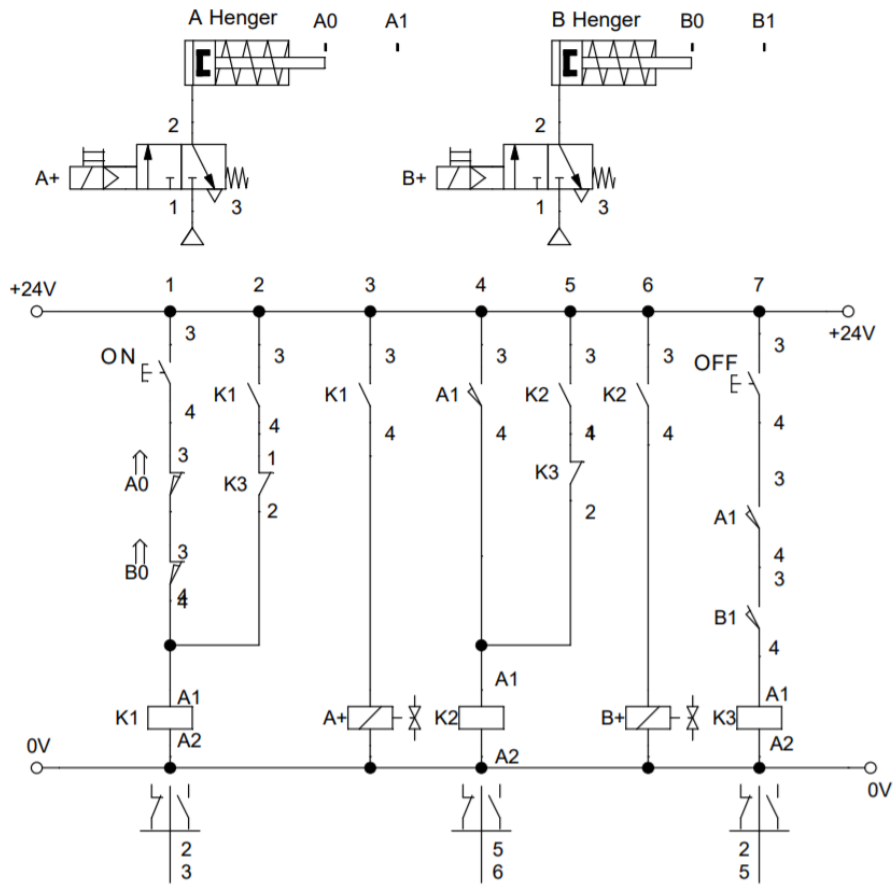 A Henger A0 A1 B Henger B0 B1
2 2
A+ B+
1 3 1 3
1 2 3 4 5 6 7
+24V +24V
3 3 3 3 3 3 3
ON OFF
K1 K1 A1 K2 K2
4 4 4 4 4 4 4
3 1 3
A0 K3 K3 A1
2 2
3 4
3
B0 B1
4 4
4
A1 A1 A1
K1 A+ K2 B+ K3
A2 A2 A2
0V 0V
2 5 2
3 6 5